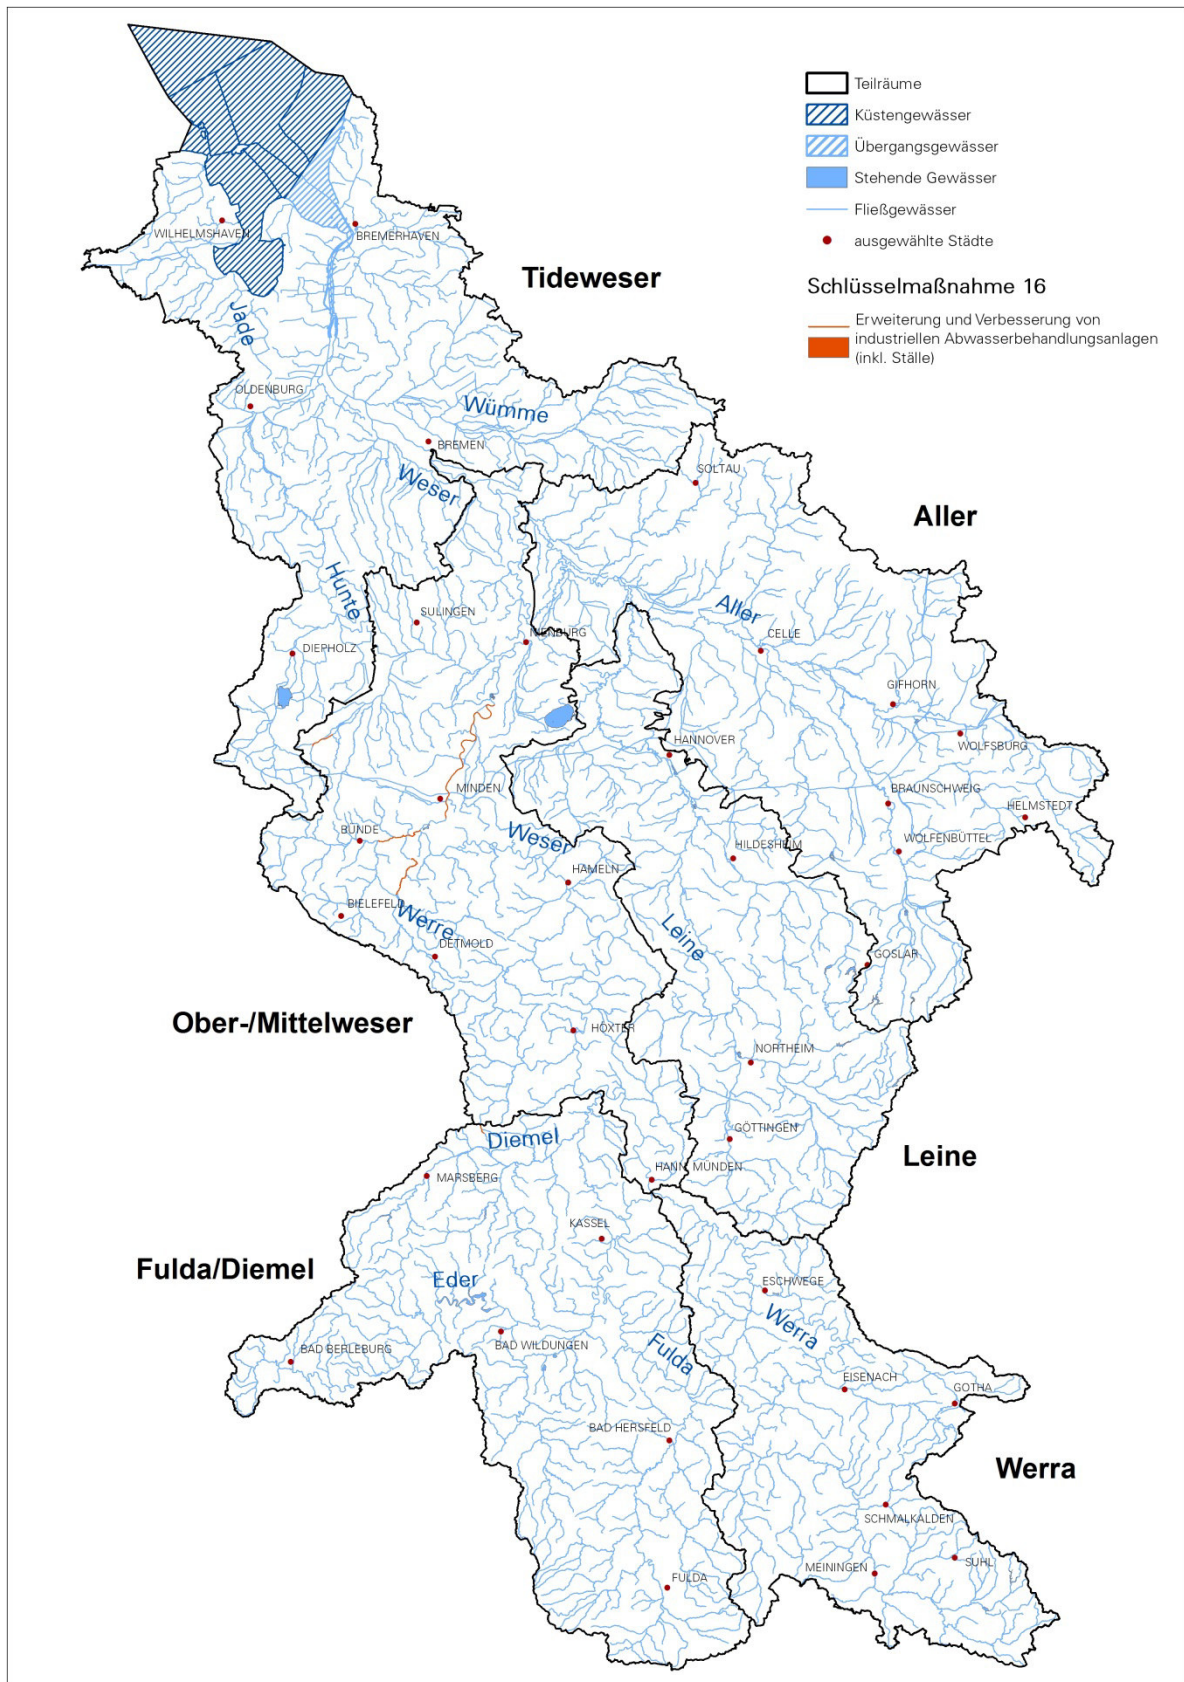 Teilräume
Küstengewässer
Übergangsgewässer
Stehende Gewässer
Fließgewässer
ausgewählte Städte
Schlüsselmaßnahme 16
Erweiterung und Verbesserung von
industriellen Abwasserbehandlungsanlagen
(inkl. Ställe)
WILHELMSHAVEN
BREMERHAVEN
Tideweser
Jade
OLDENBURG
Wümme
BREMEN
Weser
SOLTAU
Aller
Hunte
Aller
SULINGEN
NIENBURG
CELLE
DIEPHOLZ
GIFHORN
HANNOVER
WOLFSBURG
MINDEN
BRAUNSCHWEIG
HELMSTEDT
BÜNDE
Weser
HILDESHEIM
WOLFENBÜTTEL
HAMELN
BIELEFELD
Werre
Leine
DETMOLD
GOSLAR
Ober-/Mittelweser
HÖXTER
NORTHEIM
GÖTTINGEN
Diemel
Leine
HANN. MÜNDEN
MARSBERG
KASSEL
Fulda/Diemel
Eder
ESCHWEGE
Werra
BAD WILDUNGEN
BAD BERLEBURG
Fulda
EISENACH
GOTHA
BAD HERSFELD
Werra
SCHMALKALDEN
SUHL
MEININGEN
FULDA